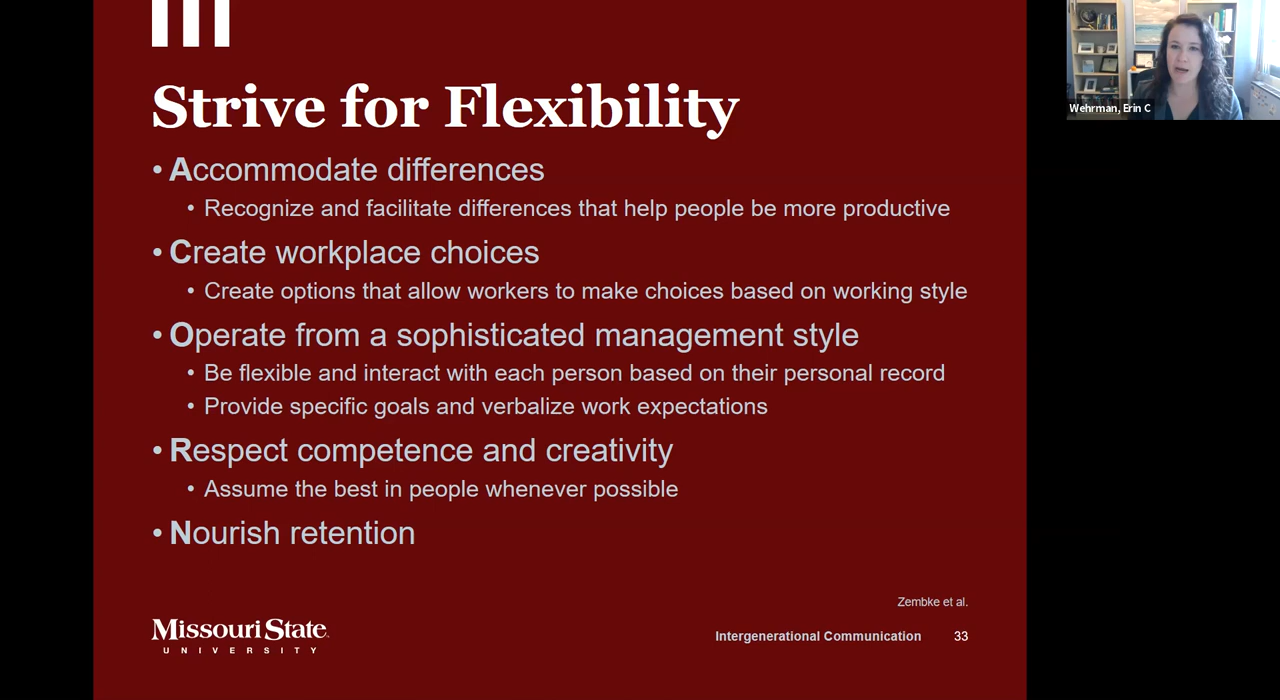 Strive for Flexibility
• Accommodate differences
• Recognize and facilitate differences that help people be more productive
• Create workplace choices
• Create options that allow workers to make choices based on working style
• Operate from a sophisticated management style
• Be flexible and interact with each person based on their personal record
• Provide specific goals and verbalize work expectations
• Respect competence and creativity
• Assume the best in people whenever possible
• Nourish retention
Zembke et al.
Missouri State
UNIVERSITY
Intergenerational Communication 33
Wehrman, Erin C